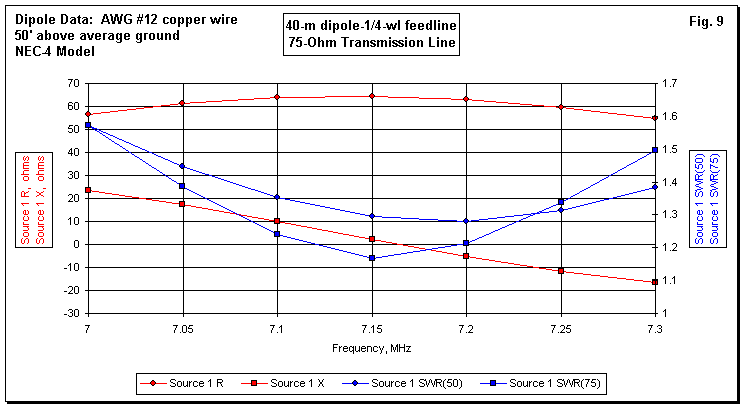 Dipole Data:  AWG #12 copper wire
50' above average ground
NEC-4 Model
40-m dipole-1/4-wl feedline
75-Ohm Transmission Line
Fig. 9
Source 1 R, ohms
Source 1 X, ohms
70
60
50
40
30
20
10
0
-10
-20
-30
1.7
1.6
1.5
1.4
1.3
1.2
1.1
1
Source 1 SWR(50)
Source 1 SWR(75)
7 7.05 7.1 7.15 7.2 7.25 7.3
Frequency, MHz
Source 1 R Source 1 X Source 1 SWR(50) Source 1 SWR(75)